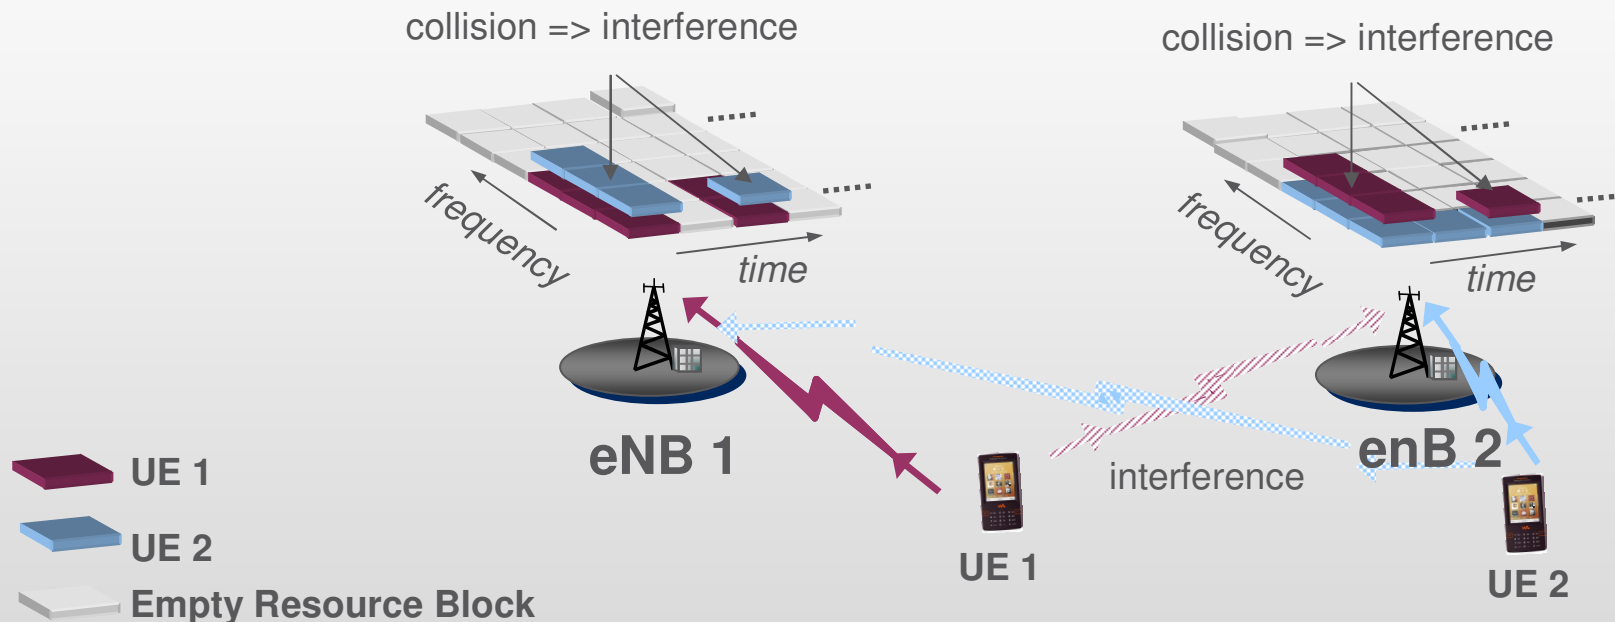 collision => interference
collision => interference
frequency
time
frequency
time
eNB 1
enB 2
interference
UE 1
UE 2
UE 1
UE 2
Empty Resource Block